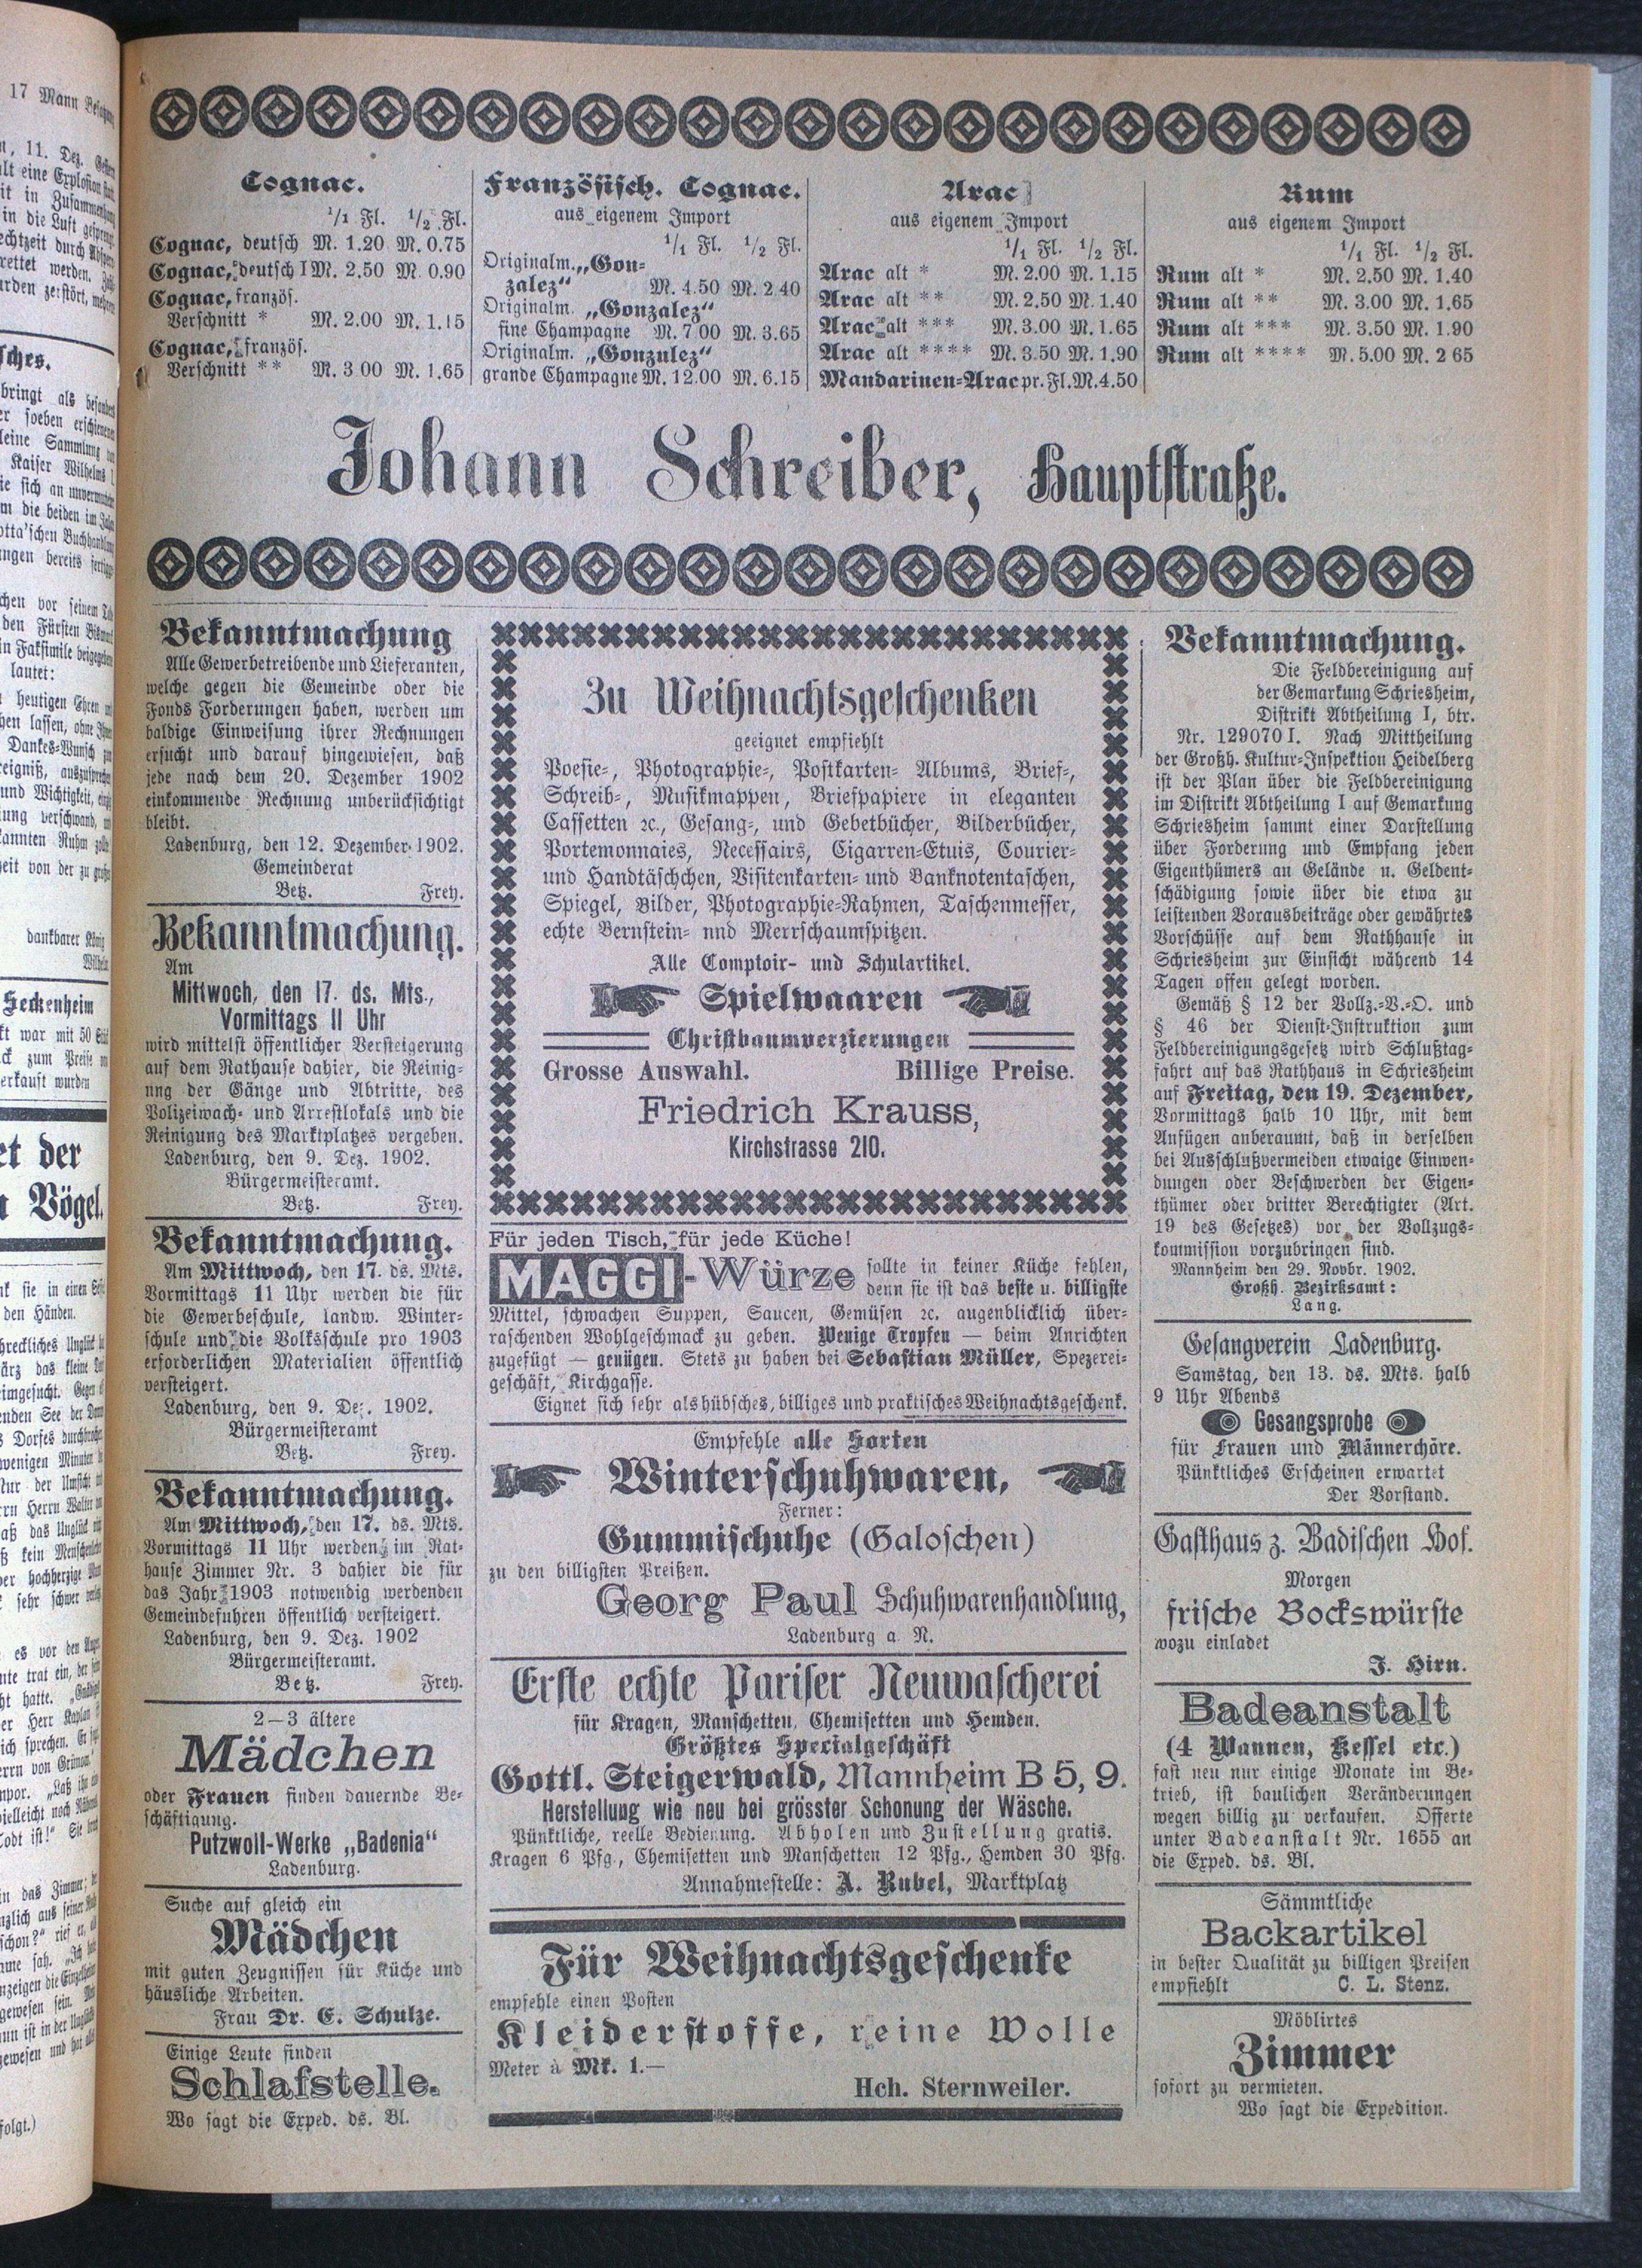 Cognac.
1/1 Fl. 1/2 Fl.
Cognac, deutsch M. 1.20 M. 0.75
Cognac, deutsch I M. 2.50 M. 0.90
Cognac, französ.
Verschnitt * M. 2.00 M. 1.15
Cognac, französ.
Verschnitt ** M. 3 00 M. 1.65
Französisch. Cognac.
aus eigenem Import
1/1 Fl. 1/2 Fl.
Originalm. „Gon-
zalez“ M. 4.50 M. 2 40
Originalm. „Gonzalez“
fine Champagne M. 7 00 M. 3.65
Originalm. „Gonzulez“
grande Champagne M. 12.00 M. 6.15
Arac
aus eigenem Import
1/1 Fl. 1/2 Fl.
Arac alt * M. 2.00 M. 1.15
Arac alt ** M. 2.50 M. 1.40
Arac alt *** M. 3.00 M. 1.65
Arac alt **** M. 3.50 M. 1.90
Mandarinen-Arac pr. Fl. M. 4.50
Rum
aus eigenem Import
1/1 Fl. 1/2 Fl.
Rum alt * M. 2.50 M. 1.40
Rum alt ** M. 3.00 M. 1.65
Rum alt *** M. 3.50 M. 1.90
Rum alt **** M. 5.00 M. 2 65
Johann Schreiber, Hauptstraße.
Bekanntmachung
Alle Gewerbetreibende und Lieferanten,
welche gegen die Gemeinde oder die
Fonds Forderungen haben, werden um
baldige Einweisung ihrer Rechnungen
ersucht und darauf hingewiesen, daß
jede nach dem 20. Dezember 1902
einkommende Rechnung unberücksichtigt
bleibt.
Ladenburg, den 12. Dezember 1902.
Gemeinderat
Betz. Frey.
Bekanntmachung.
Am
Mittwoch, den 17. ds. Mts.,
Vormittags 11 Uhr
wird mittelst öffentlicher Versteigerung
auf dem Rathause dahier, die Reinig-
nng der Gänge und Abtritte, des
Polizeiwach- und Arrestlokals und die
Reinigung des Marktplatzes vergeben.
Ladenburg, den 9. Dez. 1902.
Bürgermeisteramt.
Betz. Frey.
Bekanntmachung.
Am Mittwoch, den 17. ds. Mts.
Vormittags 11 Uhr werden die für
die Gewerbeschule, landw. Winter-
schule und die Volksschule pro 1903
erforderlichen Materialien öffentlich
versteigert.
Ladenburg, den 9. Dez. 1902.
Bürgermeisteramt
Betz. Frey.
Bekanntmachung.
Am Mittwoch, den 17. ds. Mts.
Vormittags 11 Uhr werden im Rat-
hause Zimmer Nr. 3 dahier die für
das Jahr 1903 notwendig werdenden
Gemeindefuhren öffentlich versteigert.
Ladenburg, den 9. Dez. 1902
Bürgermeisteramt.
Betz. Frey.
2—3 ältere
Mädchen
oder Frauen finden dauernde Be-
schäftigung.
Putzwoll-Werke „Badenia“
Ladenburg.
Suche auf gleich ein
Mädchen
mit guten Zeugnissen für Küche und
häusliche Arbeiten.
Frau Dr. E. Schulze.
Einige Leute finden
Schlafstelle.
Wo sagt die Exped. ds. Bl.
Zu Weihnachtsgeschenken
geeignet empfiehlt
Poesie-, Photographie-, Postkarten- Albums, Brief-,
Schreib-, Musikmappen, Briefpapiere in eleganten
Cassetten ꝛc., Gesang-, und Gebetbücher, Bilderbücher,
Portemonnaies, Necessairs, Cigarren-Etuis, Courier-
und Handtäschchen, Visitenkarten- und Banknotentaschen,
Spiegel, Bilder, Photographie-Rahmen, Taschenmesser,
echte Bernstein- nnd Merrschaumspitzen.
Alle Comptoir- und Schulartikel.
Spielwaaren
Christbaumverzierungen
Grosse Auswahl. Billige Preise.
Friedrich Krauss,
Kirchstrasse 210.
Für jeden Tisch, für jede Küche!
MAGGI-Würze sollte in keiner Küche fehlen,
denn sie ist das beste u. billigste
Mittel, schwachen Suppen, Saucen, Gemüsen ꝛc. augenblicklich über-
raschenden Wohlgeschmack zu geben. Wenige Tropfen — beim Anrichten
zugefügt — genügen. Stets zu haben bei Sebastian Müller, Spezerei-
geschäft, Kirchgasse.
Eignet sich sehr als hübsches, billiges und praktisches Weihnachtsgeschenk.
Empfehle alle Sorten
Winterschuhwaren,
Ferner:
Gummischuhe (Galoschen)
zu den billigsten Preißen.
Georg Paul Schuhwarenhandlung,
Ladenburg a. N.
Erste echte Pariser Neuwascherei
für Kragen, Manschetten, Chemisetten und Hemden.
Größtes Specialgeschäft
Gottl. Steigerwald, Mannheim B 5, 9.
Herstellung wie neu bei grösster Schonung der Wäsche.
Pünktliche, reelle Bedienung. Abholen und Zustellung gratis.
Kragen 6 Pfg., Chemisetten und Manschetten 12 Pfg., Hemden 30 Pfg.
Annahmestelle: A. Rubel, Marktplatz
Für Weihnachtsgeschenke
empfehle einen Posten
Kleiderstoffe, reine Wolle
Meter à Mk. 1.—
Hch. Sternweiler.
Bekanntmachung.
Die Feldbereinigung auf
der Gemarkung Schriesheim,
Distrikt Abtheilung I, btr.
Nr. 129070 I. Nach Mittheilung
der Großh. Kultur-Inspektion Heidelberg
ist der Plan über die Feldbereinigung
im Distrikt Abtheilung I auf Gemarkung
Schriesheim sammt einer Darstellung
über Forderung und Empfang jeden
Eigenthümers an Gelände u. Geldent-
schädigung sowie über die etwa zu
leistenden Vorausbeiträge oder gewährtes
Vorschüsse auf dem Rathhause in
Schriesheim zur Einsicht während 14
Tagen offen gelegt worden.
Gemäß § 12 der Vollz.-V.-O. und
§ 46 der Dienst-Instruktion zum
Feldbereinigungsgesetz wird Schlußtag-
fahrt auf das Rathhaus in Schriesheim
auf Freitag, den 19. Dezember,
Vormittags halb 10 Uhr, mit dem
Anfügen anberaumt, daß in derselben
bei Ausschlußvermeiden etwaige Einwen-
dungen oder Beschwerden der Eigen-
thümer oder dritter Berechtigter (Art.
19 des Gesetzes) vor der Vollzugs-
kommission vorzubringen sind.
Mannheim den 29. Novbr. 1902.
Großh. Bezirksamt:
Lang.
Gesangverein Ladenburg.
Samstag, den 13. ds. Mts. halb
9 Uhr Abends
Gesangsprobe
für Frauen und Männerchöre.
Pünktliches Erscheinen erwartet
Der Vorstand.
Gasthaus z. Badischen Hof.
Morgen
frische Bockswürste
wozu einladet
J. Hirn.
Badeanstalt
(4 Wannen, Kessel etc.)
fast neu nur einige Monate im Be-
trieb, ist baulichen Veränderungen
wegen billig zu verkaufen. Offerte
unter Badeanstalt Nr. 1655 an
die Exped. ds. Bl.
Sämmtliche
Backartikel
in bester Qualität zu billigen Preisen
empfiehlt C. L. Stenz.
Möblirtes
Zimmer
sofort zu vermieten.
Wo sagt die Expedition.